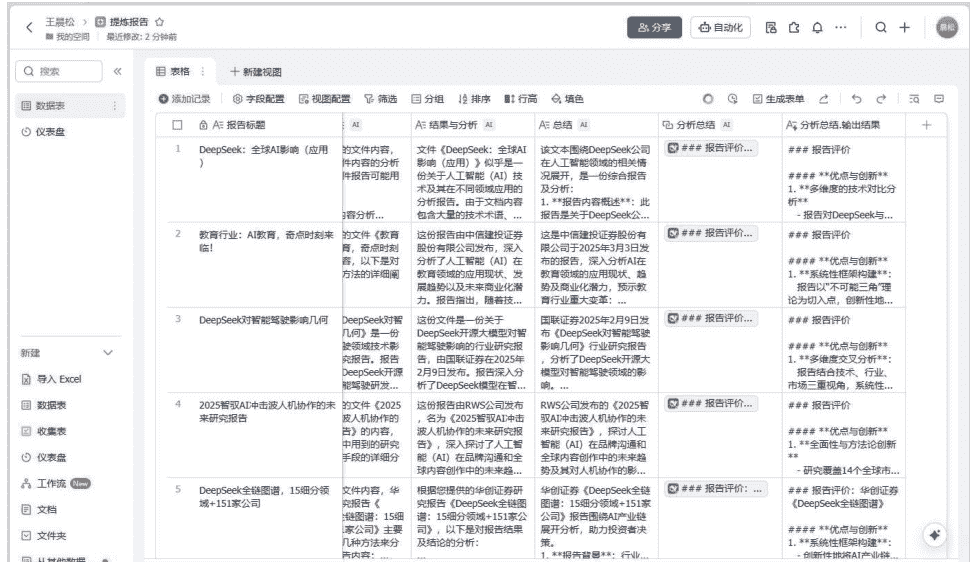 王晨松 > 提炼报告
我的空间 最近修改: 2 分钟前
分享 自动化
晨松
搜索
数据表
仪表盘
新建
导入 Excel
数据表
收集表
仪表盘
工作流 New
文档
文件夹
从其他数据
表格
新建视图
添加记录 字段配置 视图配置 筛选 分组 排序 行高 填色 生成表单
报告标题 AI 结果与分析 AI 总结 AI 分析总结 AI 分析总结.输出结果
1
DeepSeek:全球AI影响(应用
)
的文件内容,
件内容的分析
件报告可能用
内容分析...
文件《DeepSeek:全球AI
影响(应用)》似乎是一
份关于人工智能(AI)技
术及其在不同领域应用的
分析报告。由于文档内容
包含大量的技术术语、...
该文本围绕DeepSeek公司
在人工智能领域的相关情
况展开,是一份综合报告
及分析:
1. **报告内容概述**:此
报告是关于DeepSeek公...
### 报告评价...
### 报告评价
#### **优点与创新**
1. **多维度的技术对比分
析**
- 报告对DeepSeek与...
2
教育行业:AI教育,奇点时刻来
临!
的文件《教育
育,奇点时刻
容,以下是对
方法的详细阐
这份报告由中信建投证券
股份有限公司发布,深入
分析了人工智能(AI)在
教育领域的应用现状、发
展趋势以及未来商业化潜
力。报告指出,随着技...
这是中信建投证券股份有
限公司于2025年3月3日发
布的报告,深入分析AI在
教育领域的应用现状、趋
势及商业化潜力,预示教
育行业重大变革:...
### 报告评价...
### 报告评价
#### **优点与创新**
1. **系统性框架构建**:
报告以"不可能三角"理
论为切入点,创新性地...
3
DeepSeek对智能驾驶影响几何
DeepSeek对智
几何》是一份
驶领域技术影
究报告。报告
DeepSeek开源
能驾驶研发...
这份文件是一份关于
DeepSeek开源大模型对智
能驾驶影响的行业研究报
告,由国联证券在2025年
2月9日发布。报告深入分
析了DeepSeek模型在智...
国联证券2025年2月9日发
布《DeepSeek对智能驾驶
影响几何》行业研究报告
,分析了DeepSeek开源大
模型对智能驾驶领域的影
响。...
### 报告评价...
### 报告评价
#### **优点与创新**
1. **多维度交叉分析**:
报告结合技术、行业、
市场三重视角,系统性...
4
2025智驭AI冲击波人机协作的未
来研究报告
的文件《2025
波人机协作的
告》的内容,
中用到的研究
手段的详细分
这份报告由RWS公司发布
,名为《2025智驭AI冲击
波人机协作的未来研究报
告》,深入探讨了人工智
能(AI)在品牌沟通和全
球内容创作中的未来趋...
RWS公司发布的《2025智
驭AI冲击波人机协作的未
来研究报告》,探讨人工
智能(AI)在品牌沟通和
全球内容创作中的未来趋
势及其对人机协作的影...
### 报告评价...
### 报告评价
#### **优点与创新**
1. **全面性与方法论创新
**
- 研究覆盖14个全球市...
5
DeepSeek全链图谱,15细分领
域+151家公司
文件内容,华
究报告《
全链图谱:15细
家公司》主要
几种方法来分
告内容:...
根据您提供的华创证券研
究报告《DeepSeek全链
图谱:15细分领域+151家公
司》,以下是对报告结果
及结论的分析:
华创证券《DeepSeek全链
图谱:15细分领域+151家公
司》报告围绕AI产业链
展开分析,助力投资者决
策。
1. **报告背景**:行业...
### 报告评价:...
### 报告评价:华创证券
《DeepSeek全链图谱》
#### **优点与创新**
1. **系统性框架构建**:
- 创新性地将AI产业链...